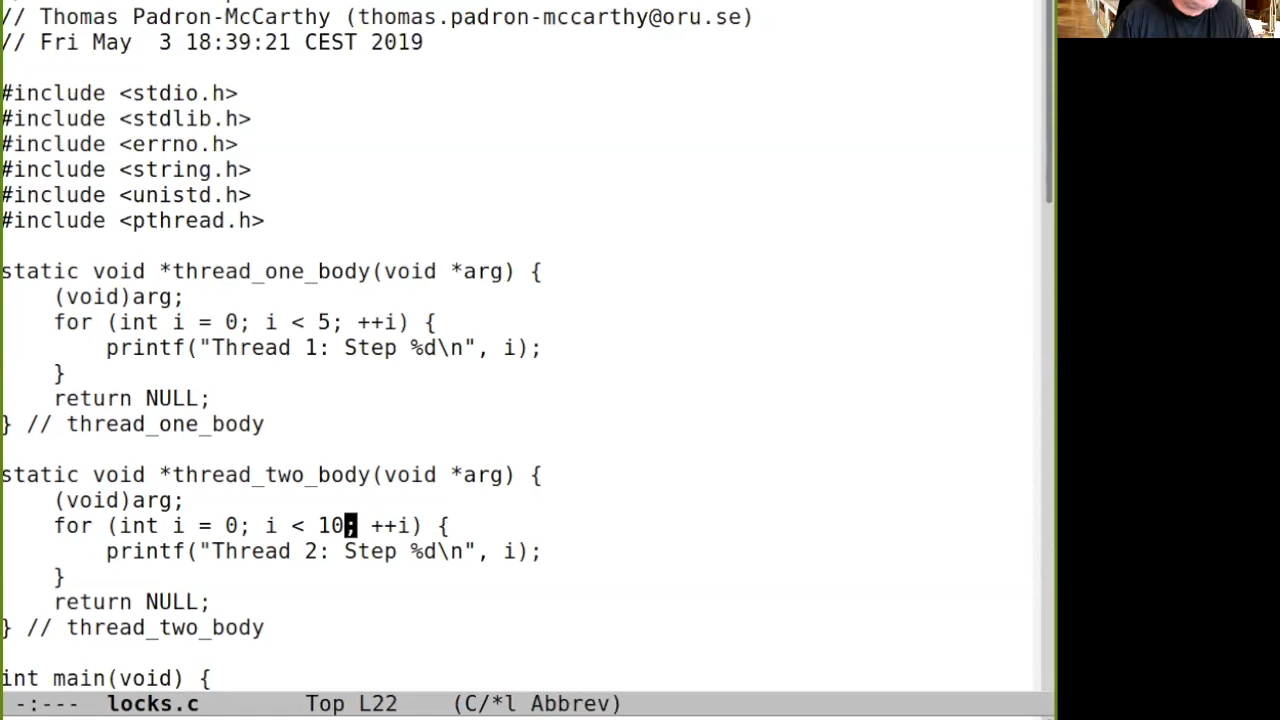 // Thomas Padron-McCarthy (thomas.padron-mccarthy@oru.se)
// Fri May  3 18:39:21 CEST 2019

#include <stdio.h>
#include <stdlib.h>
#include <errno.h>
#include <string.h>
#include <unistd.h>
#include <pthread.h>

static void *thread_one_body(void *arg) {
    (void)arg;
    for (int i = 0; i < 5; ++i) {
        printf("Thread 1: Step %d\n", i);
    }
    return NULL;
} // thread_one_body

static void *thread_two_body(void *arg) {
    (void)arg;
    for (int i = 0; i < 10; ++i) {
        printf("Thread 2: Step %d\n", i);
    }
    return NULL;
} // thread_two_body

int main(void) {
-:--- locks.c Top L22 (C/*l Abbrev)